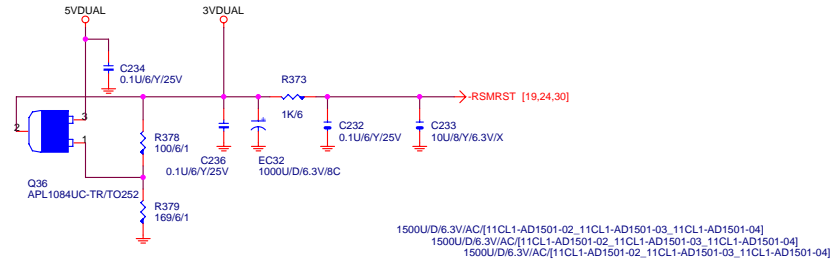 5VDUAL
3VDUAL
C234
0.1U/6/Y/25V
R373
1K/6
-RSMRST [19,24,30]
2
3
1
R378
100/6/1
C236
0.1U/6/Y/25V
EC32
1000U/D/6.3V/8C
C232
0.1U/6/Y/25V
C233
10U/8/Y/6.3V/X
Q36
APL1084UC-TR/TO252
R379
169/6/1
1500U/D/6.3V/AC/[11CL1-AD1501-02_11CL1-AD1501-03_11CL1-AD1501-04]
1500U/D/6.3V/AC/[11CL1-AD1501-02_11CL1-AD1501-03_11CL1-AD1501-04]
1500U/D/6.3V/AC/[11CL1-AD1501-02_11CL1-AD1501-03_11CL1-AD1501-04]